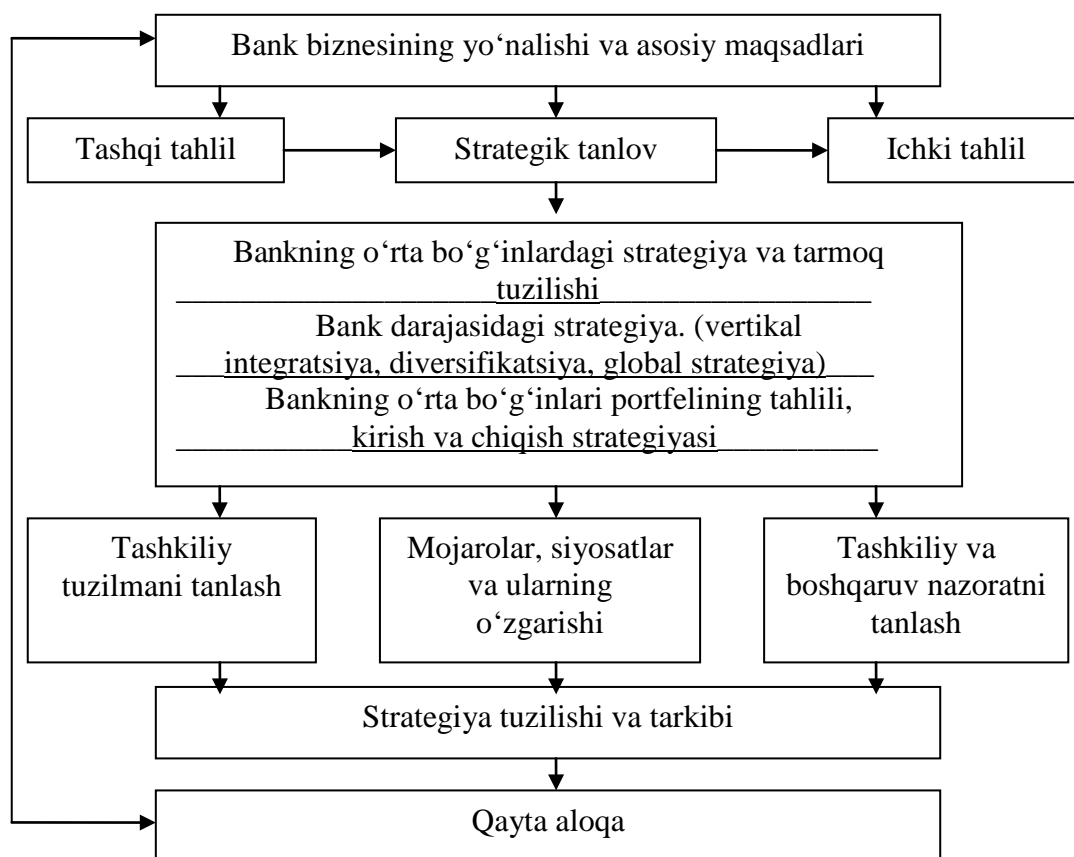 Bank biznesining yo‘nalishi va asosiy maqsadlari
Tashqi tahlil
Strategik tanlov
Ichki tahlil
Bankning o‘rta bo‘g‘inlardagi strategiya va tarmoq
tuzilishi
Bank darajasidagi strategiya. (vertikal
integratsiya, diversifikatsiya, global strategiya)
Bankning o‘rta bo‘g‘inlari portfelining tahlili,
kirish va chiqish strategiyasi
Tashkiliy
tuzilmani tanlash
Mojarolar, siyosatlar
va ularning
o‘zgarishi
Tashkiliy va
boshqaruv nazoratni
tanlash
Strategiya tuzilishi va tarkibi
Qayta aloqa